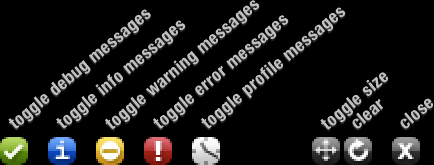 toggle debug messages
toggle info messages
toggle warning messages
toggle error messages
toggle profile messages
toggle size
clear
close